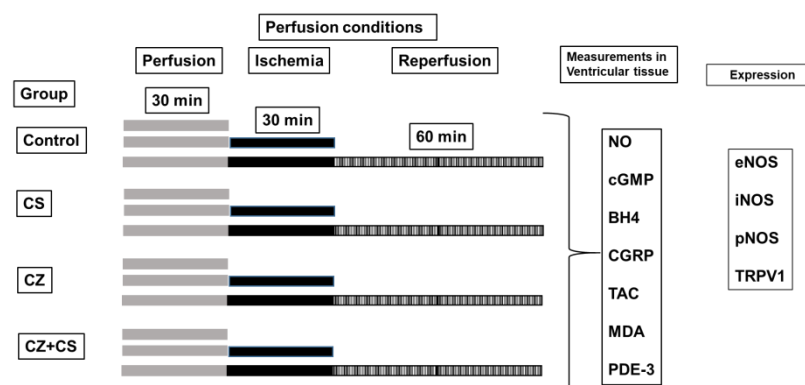 Perfusion conditions
Perfusion
Ischemia
Reperfusion
Measurements in
Ventricular tissue
Expression
Group
30 min
30 min
60 min
Control
CS
CZ
CZ+CS
NO
cGMP
BH4
CGRP
TAC
MDA
PDE-3
eNOS
iNOS
pNOS
TRPV1